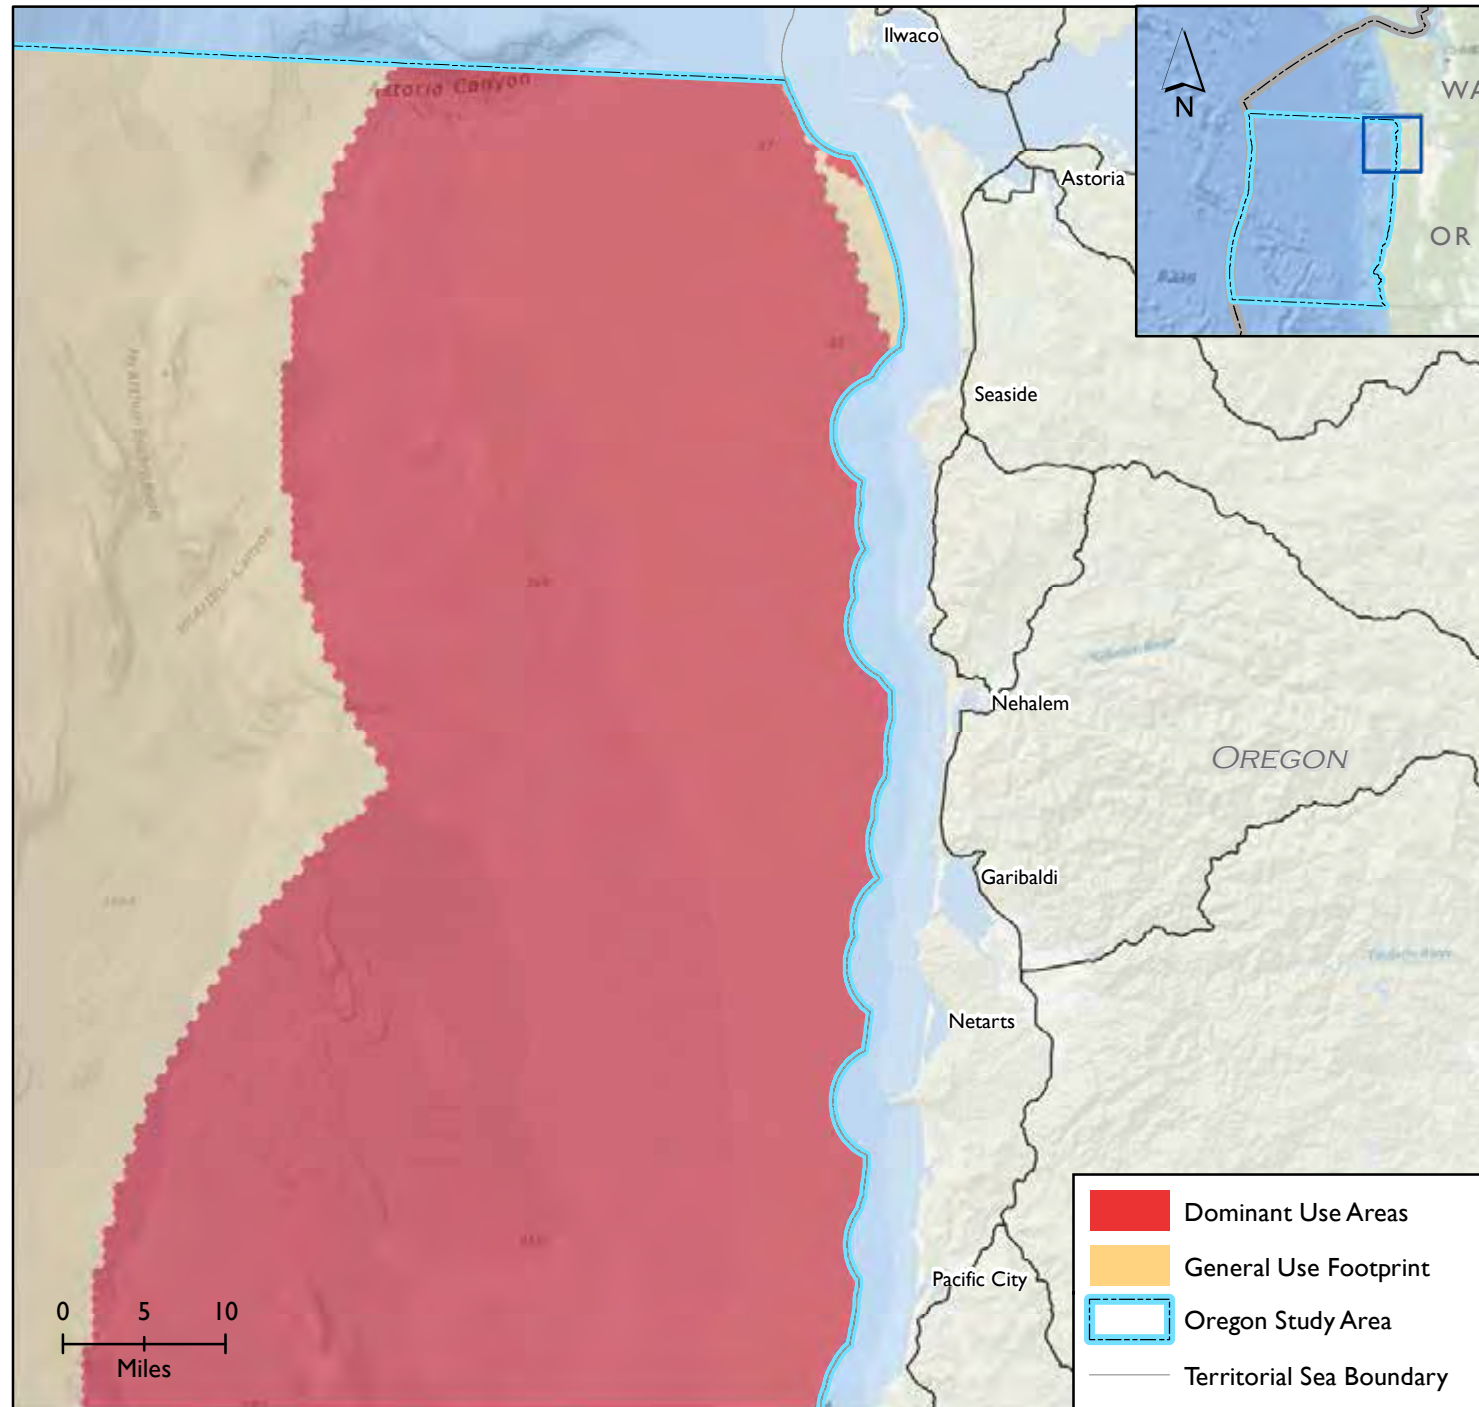 Ilwaco
N
WA
OR
Astoria Canyon
Astoria
Seaside
Nehalem
OREGON
Garibaldi
Netarts
Pacific City
0 5 10
Miles
Dominant Use Areas
General Use Footprint
Oregon Study Area
Territorial Sea Boundary